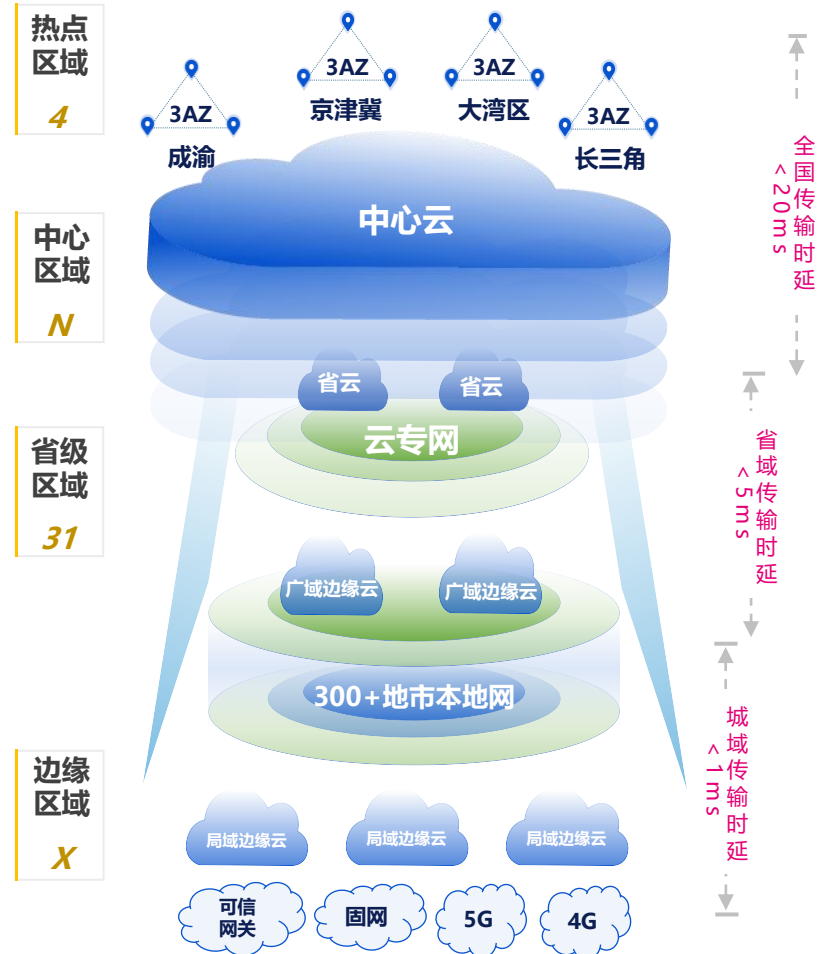 热点
区域
4
3AZ
成渝
3AZ
京津冀
3AZ
大湾区
3AZ
长三角
中心
区域
N
中心云
全国传输时延
<20ms
省级
区域
31
省云
省云
云专网
省域传输时延
<5ms
广域边缘云
广域边缘云
300+地市本地网
城域传输时延
<1ms
边缘
区域
X
局域边缘云
局域边缘云
局域边缘云
可信
网关
固网
5G
4G